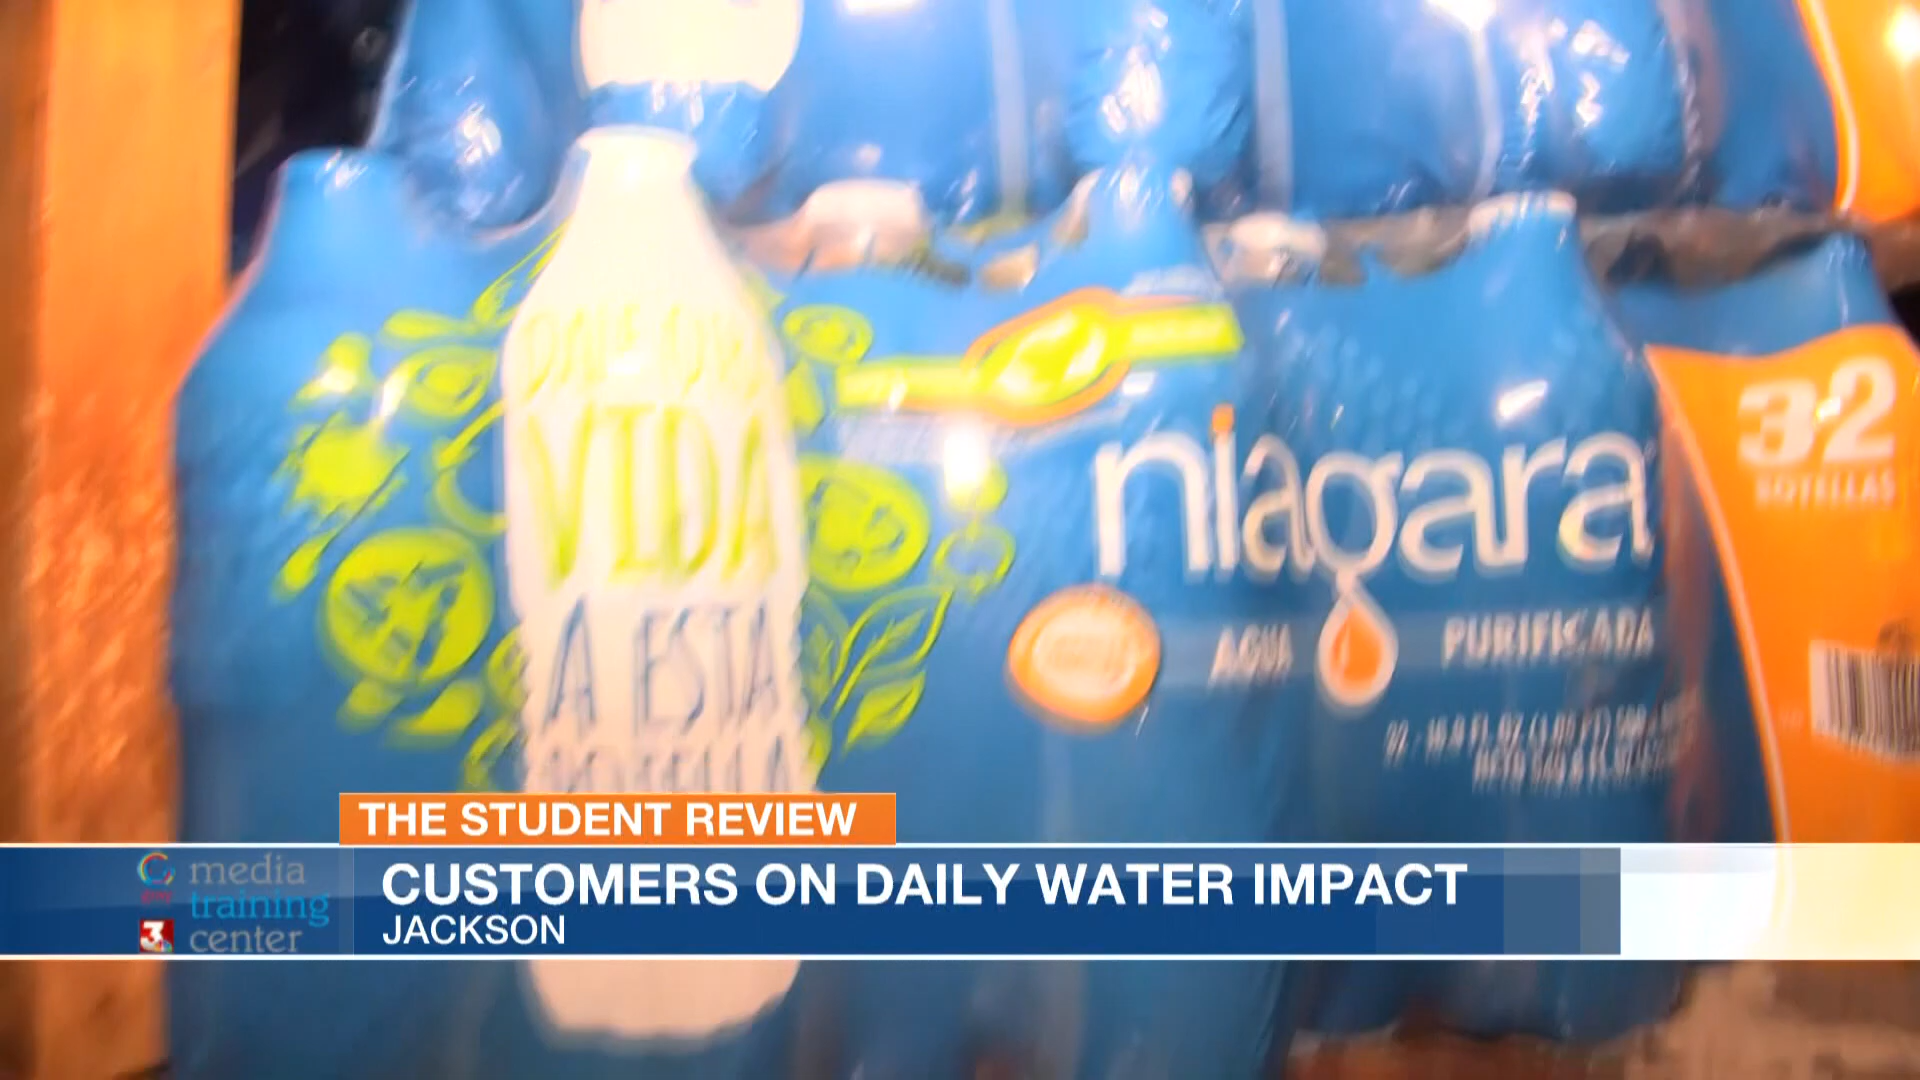 VIDA
A ESTA
niagara
AGUA PURIFICADA
32
BOTELLAS
THE STUDENT REVIEW
CUSTOMERS ON DAILY WATER IMPACT
JACKSON
media
training
center
3